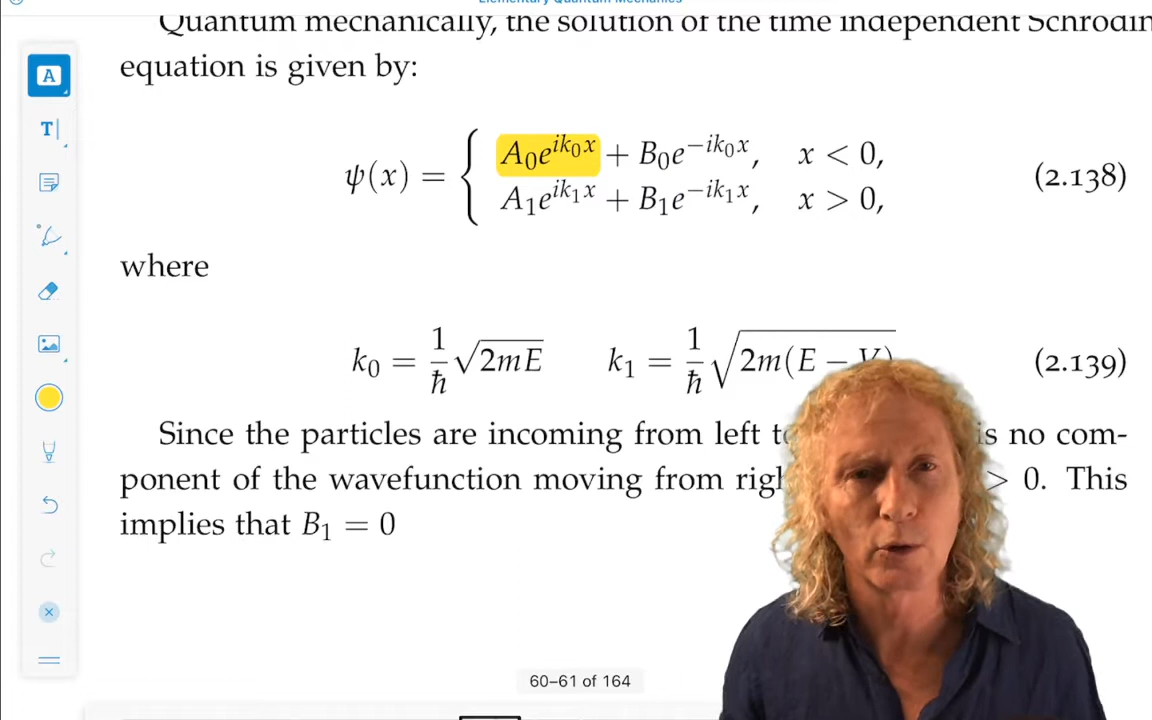 Elementary Quantum Mechanics
Quantum mechanically, the solution of the time independent
equation is given by:
ψ(x) = { A₀e^{ik₀x} + B₀e^{−ik₀x}, x < 0,
A₁e^{ik₁x} + B₁e^{−ik₁x}, x > 0, (2.138)
where
k₀ = 1/ħ √2mE k₁ = 1/ħ √2m(E − V) (2.139)
Since the particles are incoming from left is no com-
ponent of the wavefunction moving from > 0. This
implies that B₁ = 0
A
T
60–61 of 164